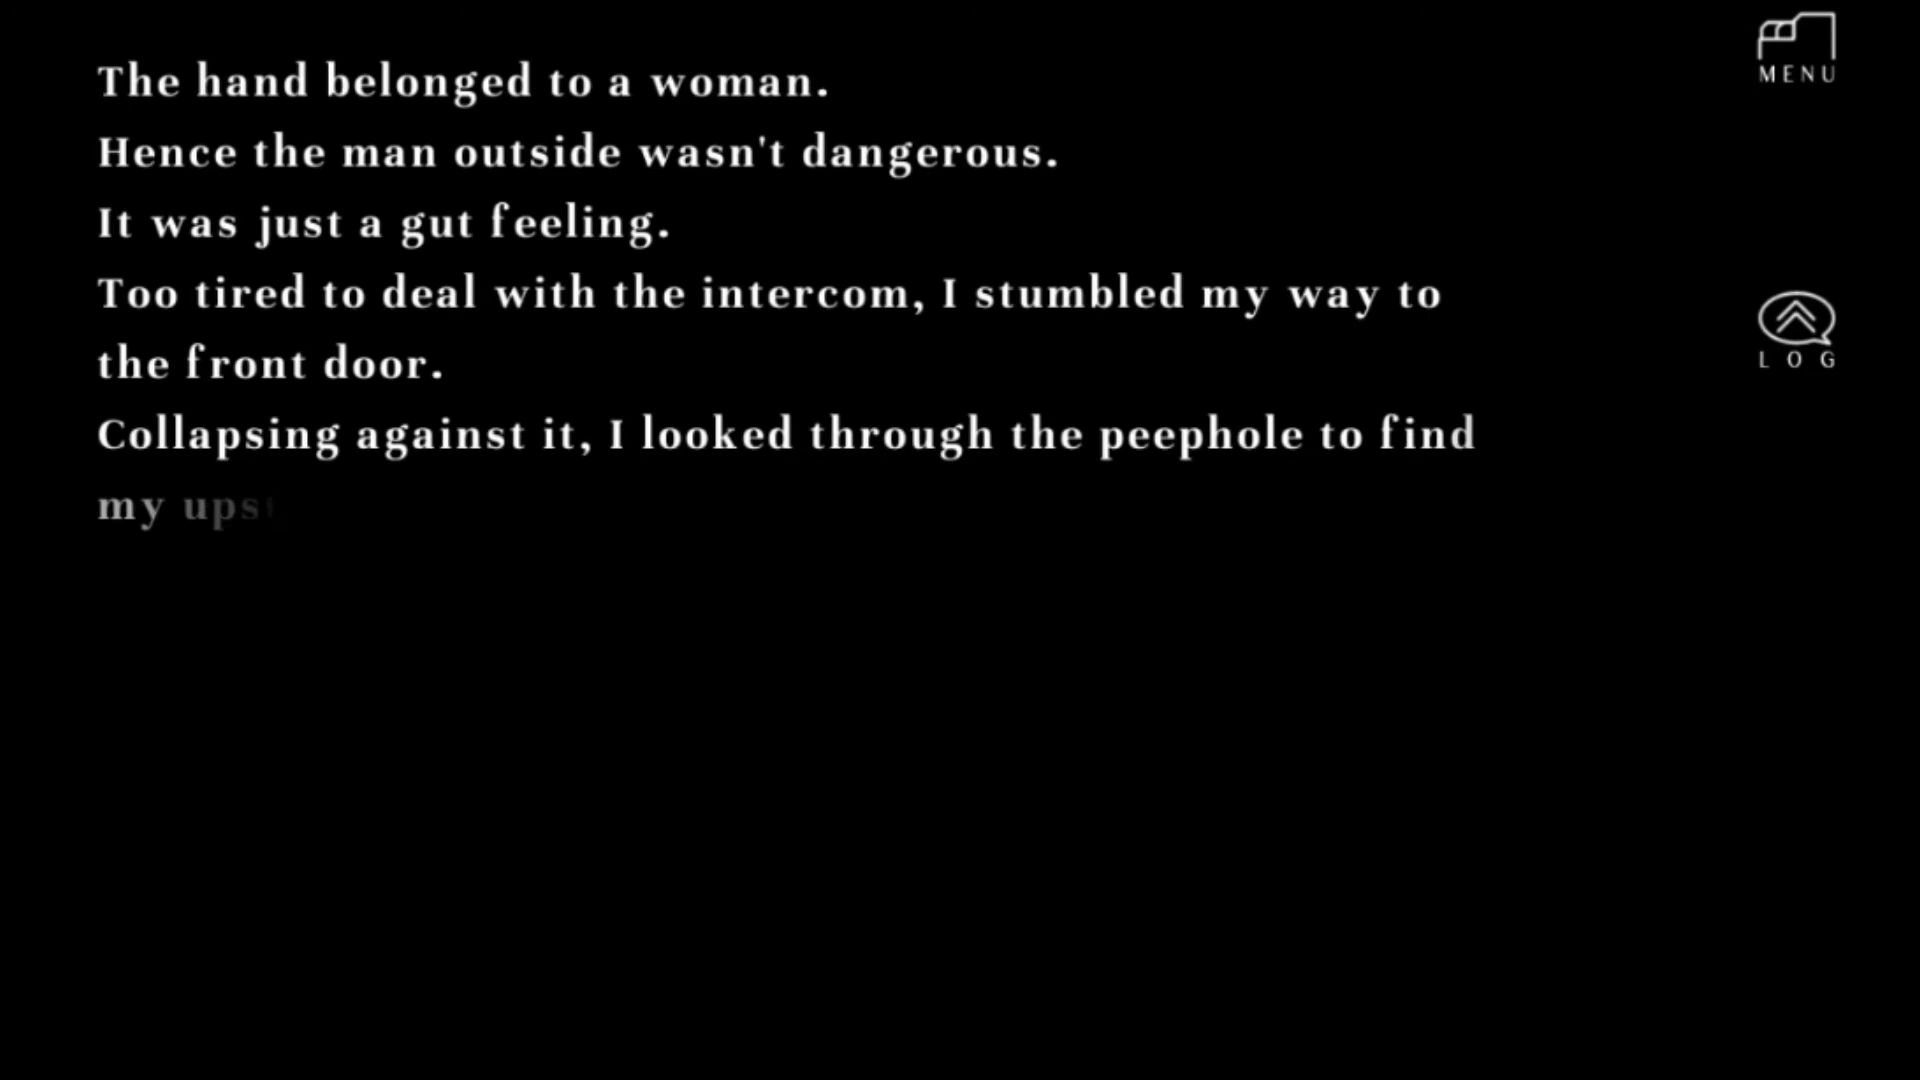 The hand belonged to a woman.
Hence the man outside wasn't dangerous.
It was just a gut feeling.
Too tired to deal with the intercom, I stumbled my way to
the front door.
Collapsing against it, I looked through the peephole to find
my ups
MENU
LOG